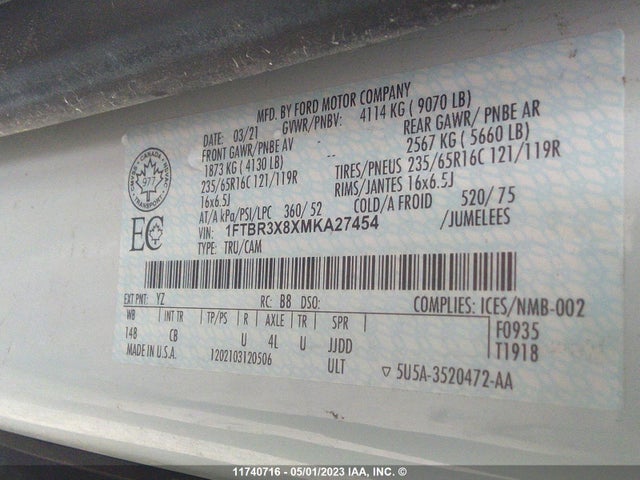 MFD. BY FORD MOTOR COMPANY
DATE: 03/21 GVWR/PNBV: 4114 KG ( 9070 LB)
FRONT GAWR/PNBE AV REAR GAWR/ PNBE AR
1873 KG ( 4130 LB) 2567 KG ( 5660 LB)
235/65R16C 121/119R TIRES/PNEUS 235/65R16C 121/119R
16x6.5J RIMS/JANTES 16x6.5J
AT/A kPa/PSI/LPC 360/ 52 COLD/A FROID 520/ 75
VIN: 1FTBR3X8XMKA27454 /JUMELEES
TYPE: TRU/CAM
CANADA
977
TRANSPORT
EC
EXT PNT: YZ RC: B8 DSO: COMPLIES: ICES/NMB-002
WB INT TR TP/PS R AXLE TR SPR F0935
148 CB U 4L U JJDD T1918
MADE IN U.S.A. 1202103120506 ULT ▽ 5U5A-3520472-AA
11740716 - 05/01/2023 IAA, INC. ©